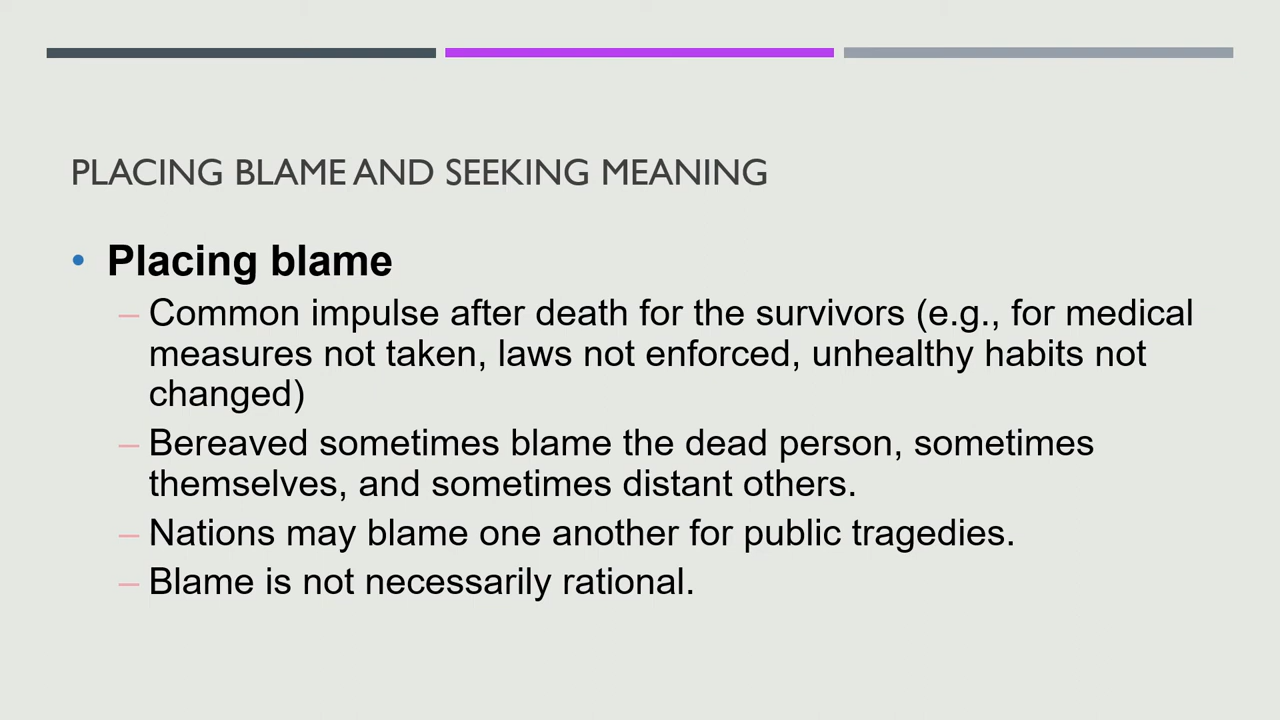 PLACING BLAME AND SEEKING MEANING
• Placing blame
– Common impulse after death for the survivors (e.g., for medical
measures not taken, laws not enforced, unhealthy habits not
changed)
– Bereaved sometimes blame the dead person, sometimes
themselves, and sometimes distant others.
– Nations may blame one another for public tragedies.
– Blame is not necessarily rational.